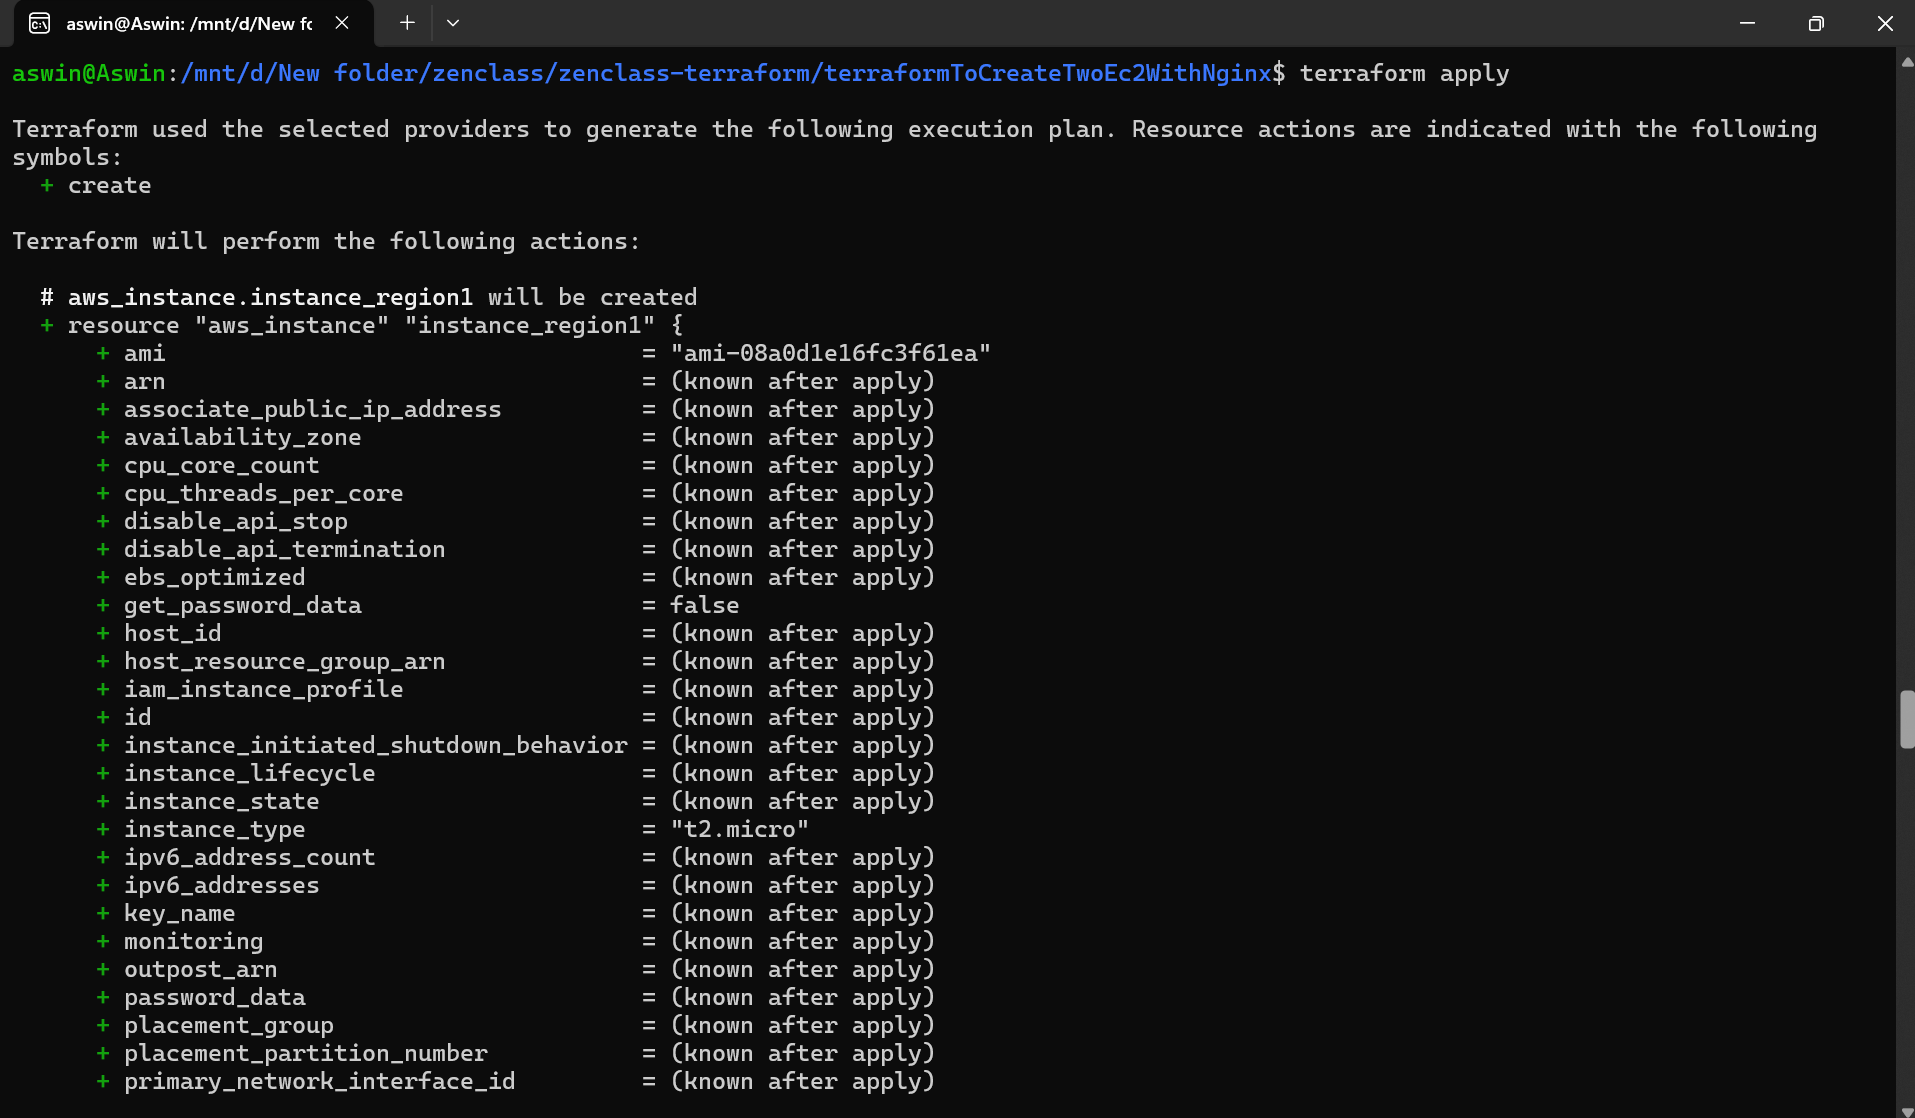 aswin@Aswin: /mnt/d/New fc
aswin@Aswin:/mnt/d/New folder/zenclass/zenclass-terraform/terraformToCreateTwoEc2WithNginx$ terraform apply
Terraform used the selected providers to generate the following execution plan. Resource actions are indicated with the following
symbols:
+ create
Terraform will perform the following actions:
# aws_instance.instance_region1 will be created
+ resource "aws_instance" "instance_region1" {
+ ami = "ami-08a0d1e16fc3f61ea"
+ arn = (known after apply)
+ associate_public_ip_address = (known after apply)
+ availability_zone = (known after apply)
+ cpu_core_count = (known after apply)
+ cpu_threads_per_core = (known after apply)
+ disable_api_stop = (known after apply)
+ disable_api_termination = (known after apply)
+ ebs_optimized = (known after apply)
+ get_password_data = false
+ host_id = (known after apply)
+ host_resource_group_arn = (known after apply)
+ iam_instance_profile = (known after apply)
+ id = (known after apply)
+ instance_initiated_shutdown_behavior = (known after apply)
+ instance_lifecycle = (known after apply)
+ instance_state = (known after apply)
+ instance_type = "t2.micro"
+ ipv6_address_count = (known after apply)
+ ipv6_addresses = (known after apply)
+ key_name = (known after apply)
+ monitoring = (known after apply)
+ outpost_arn = (known after apply)
+ password_data = (known after apply)
+ placement_group = (known after apply)
+ placement_partition_number = (known after apply)
+ primary_network_interface_id = (known after apply)